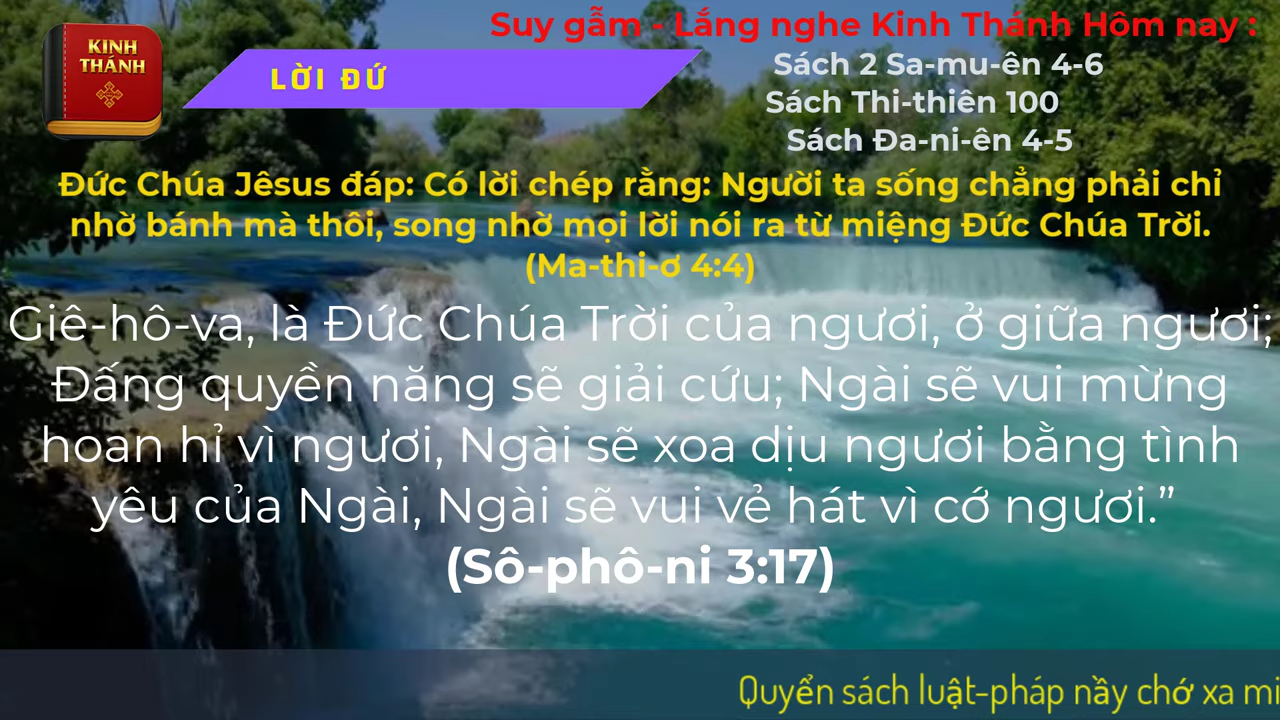 KINH
THÁNH
LỜI ĐỨ
Suy gẫm - Lắng nghe Kinh Thánh Hôm nay :
Sách 2 Sa-mu-ên 4-6
Sách Thi-thiên 100
Sách Đa-ni-ên 4-5
Đức Chúa Jêsus đáp: Có lời chép rằng: Người ta sống chẳng phải chỉ
nhờ bánh mà thôi, song nhờ mọi lời nói ra từ miệng Đức Chúa Trời.
(Ma-thi-ơ 4:4)
Giê-hô-va, là Đức Chúa Trời của ngươi, ở giữa ngươi;
Đấng quyền năng sẽ giải cứu; Ngài sẽ vui mừng
hoan hỉ vì ngươi, Ngài sẽ xoa dịu ngươi bằng tình
yêu của Ngài, Ngài sẽ vui vẻ hát vì cớ ngươi.”
(Sô-phô-ni 3:17)
Quyển sách luật-pháp nầy chớ xa mi